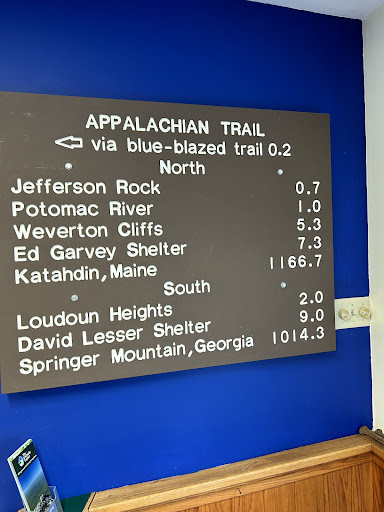 APPALACHIAN TRAIL
⇦ via blue-blazed trail 0.2
North
Jefferson Rock 0.7
Potomac River 1.0
Weverton Cliffs 5.3
Ed Garvey Shelter 7.3
Katahdin, Maine 1166.7
South
Loudoun Heights 2.0
David Lesser Shelter 9.0
Springer Mountain, Georgia 1014.3